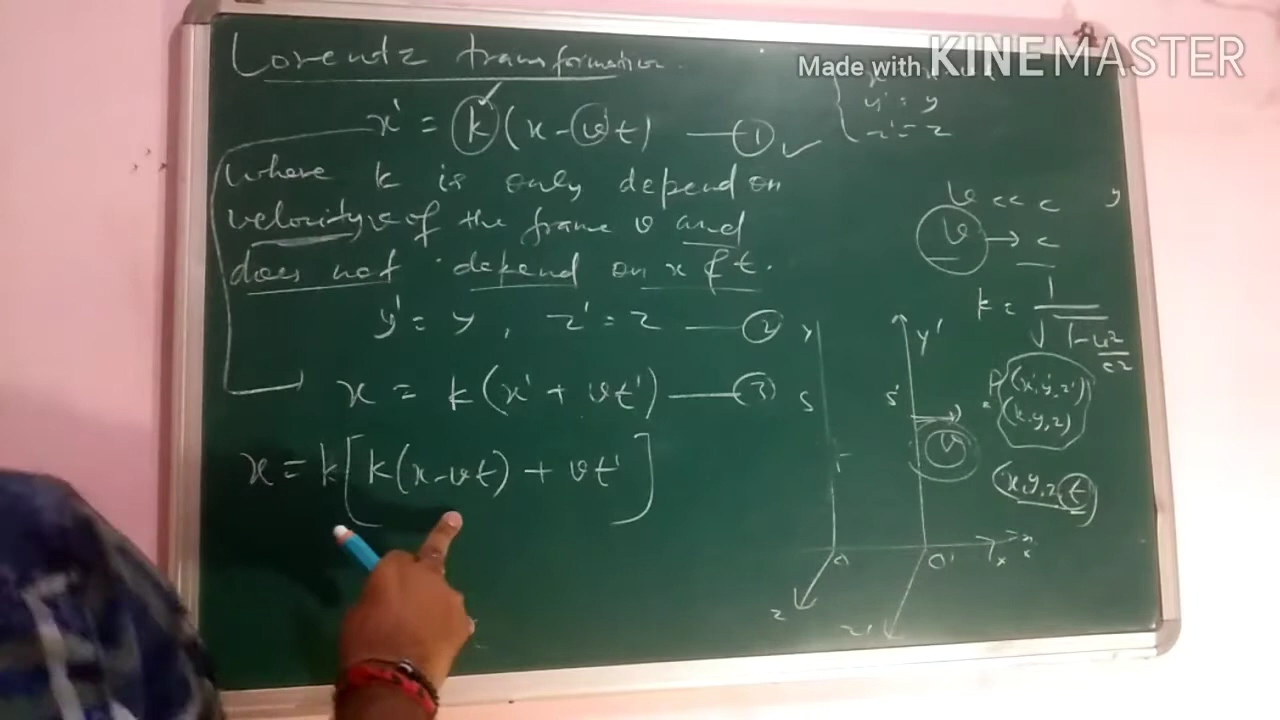 Made with KINEMASTER
Lorentz transformation.
x' = k (x - vt) — (1) ✓
where k is only depend on
velocity v of the frame v and
does not depend on x & t.
y' = y , z' = z — (2)
x = k (x' + vt') — (3)
x = k [k(x - vt) + vt']
y' = y
z' = z
v << c y
v → c
k = 1 / √(1 - v²/c²)
y y'
s s'
v
P (x', y', z')
(x, y, z)
(x, y, z, t)
o o' x x'
z z'